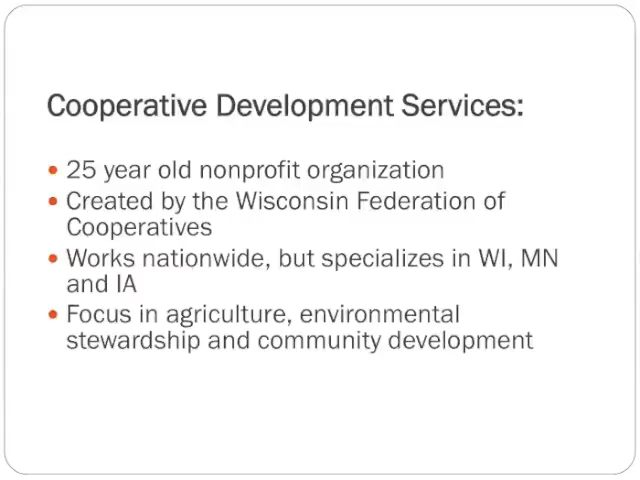 Cooperative Development Services:
• 25 year old nonprofit organization
• Created by the Wisconsin Federation of
Cooperatives
• Works nationwide, but specializes in WI, MN
and IA
• Focus in agriculture, environmental
stewardship and community development